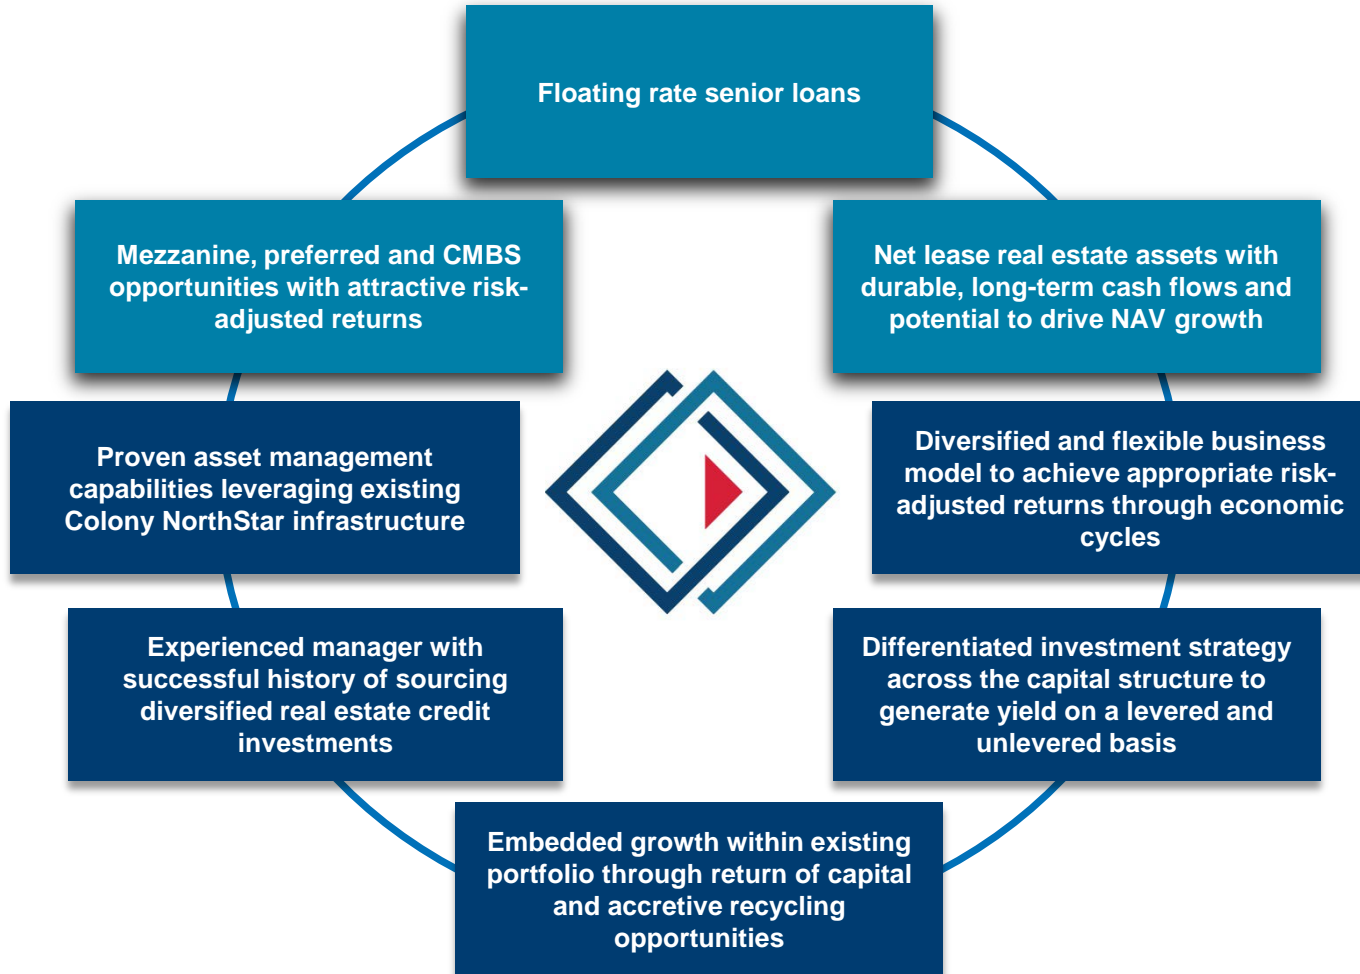 Floating rate senior loans
Mezzanine, preferred and CMBS
opportunities with attractive risk-
adjusted returns
Net lease real estate assets with
durable, long-term cash flows and
potential to drive NAV growth
Proven asset management
capabilities leveraging existing
Colony NorthStar infrastructure
Diversified and flexible business
model to achieve appropriate risk-
adjusted returns through economic
cycles
Experienced manager with
successful history of sourcing
diversified real estate credit
investments
Differentiated investment strategy
across the capital structure to
generate yield on a levered and
unlevered basis
Embedded growth within existing
portfolio through return of capital
and accretive recycling
opportunities